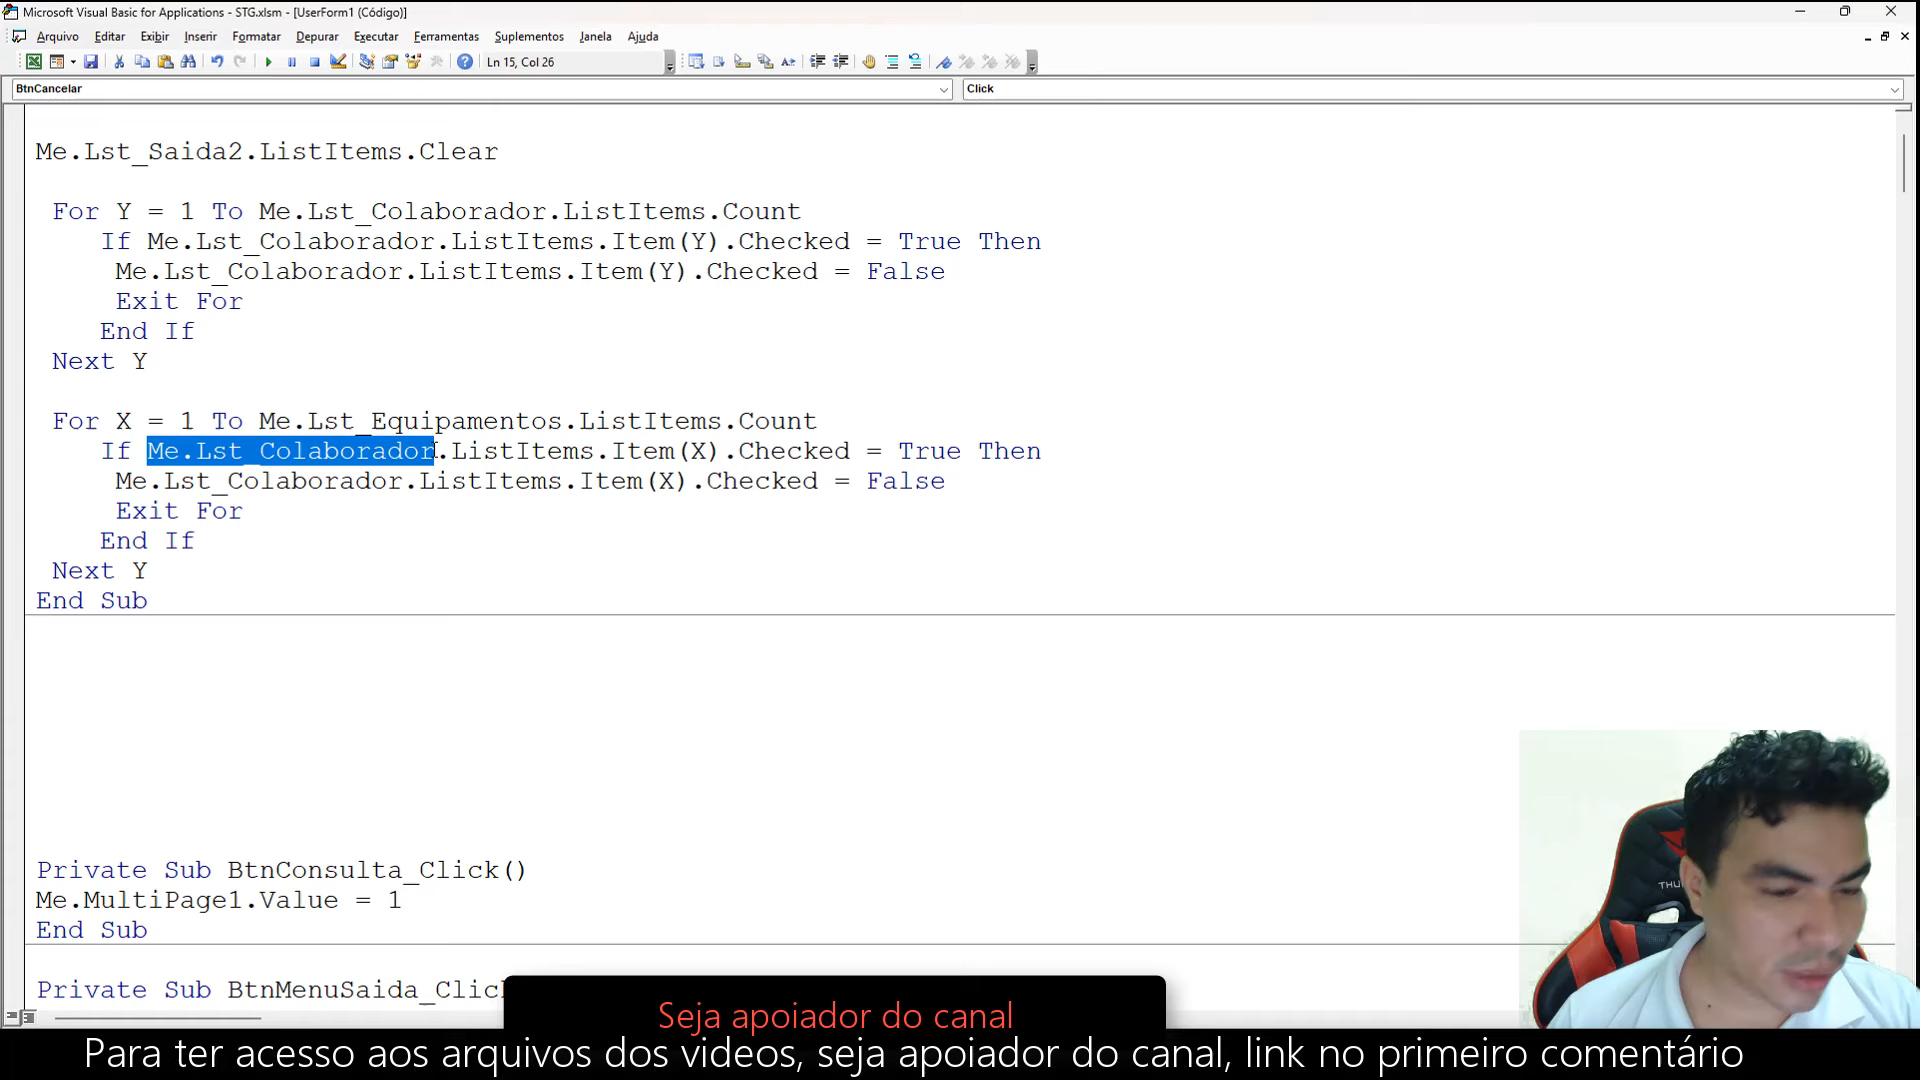 Microsoft Visual Basic for Applications - STG.xlsm - [UserForm1 (Código)]
Arquivo Editar Exibir Inserir Formatar Depurar Executar Ferramentas Suplementos Janela Ajuda
Ln 15, Col 26
BtnCancelar Click
Me.Lst_Saida2.ListItems.Clear
For Y = 1 To Me.Lst_Colaborador.ListItems.Count
If Me.Lst_Colaborador.ListItems.Item(Y).Checked = True Then
Me.Lst_Colaborador.ListItems.Item(Y).Checked = False
Exit For
End If
Next Y
For X = 1 To Me.Lst_Equipamentos.ListItems.Count
If Me.Lst_Colaborador.ListItems.Item(X).Checked = True Then
Me.Lst_Colaborador.ListItems.Item(X).Checked = False
Exit For
End If
Next Y
End Sub
Private Sub BtnConsulta_Click()
Me.MultiPage1.Value = 1
End Sub
Private Sub BtnMenuSaida_Clic
Seja apoiador do canal
Para ter acesso aos arquivos dos videos, seja apoiador do canal, link no primeiro comentário